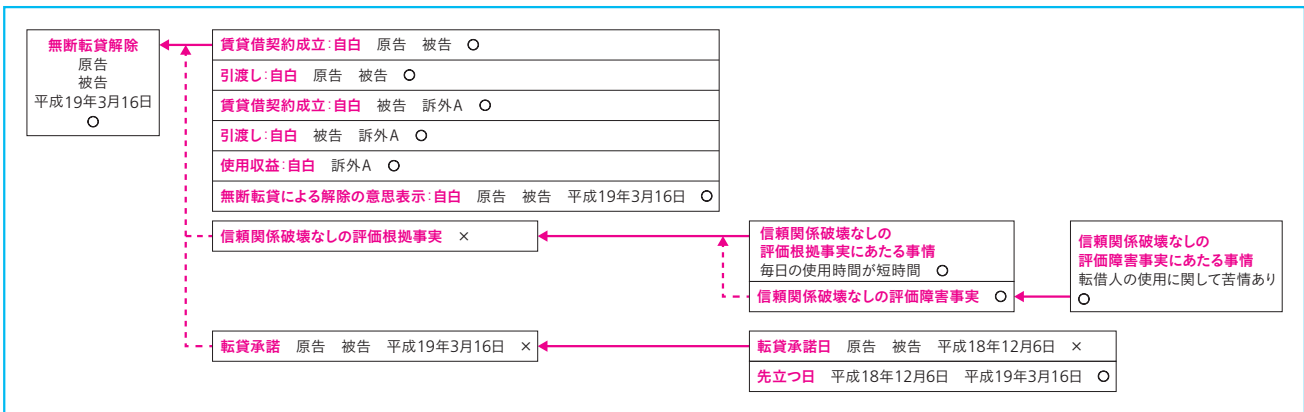 無断転貸解除
原告
被告
平成19年3月16日
○
賃貸借契約成立:自白 原告 被告 ○
引渡し:自白 原告 被告 ○
賃貸借契約成立:自白 被告 訴外A ○
引渡し:自白 被告 訴外A ○
使用収益:自白 訴外A ○
無断転貸による解除の意思表示:自白 原告 被告 平成19年3月16日 ○
信頼関係破壊なしの評価根拠事実 ×
信頼関係破壊なしの
評価根拠事実にあたる事情
毎日の使用時間が短時間 ○
信頼関係破壊なしの評価障害事実 ○
信頼関係破壊なしの
評価障害事実にあたる事情
転借人の使用に関して苦情あり
○
転貸承諾 原告 被告 平成19年3月16日 ×
転貸承諾日 原告 被告 平成18年12月6日 ×
先立つ日 平成18年12月6日 平成19年3月16日 ○